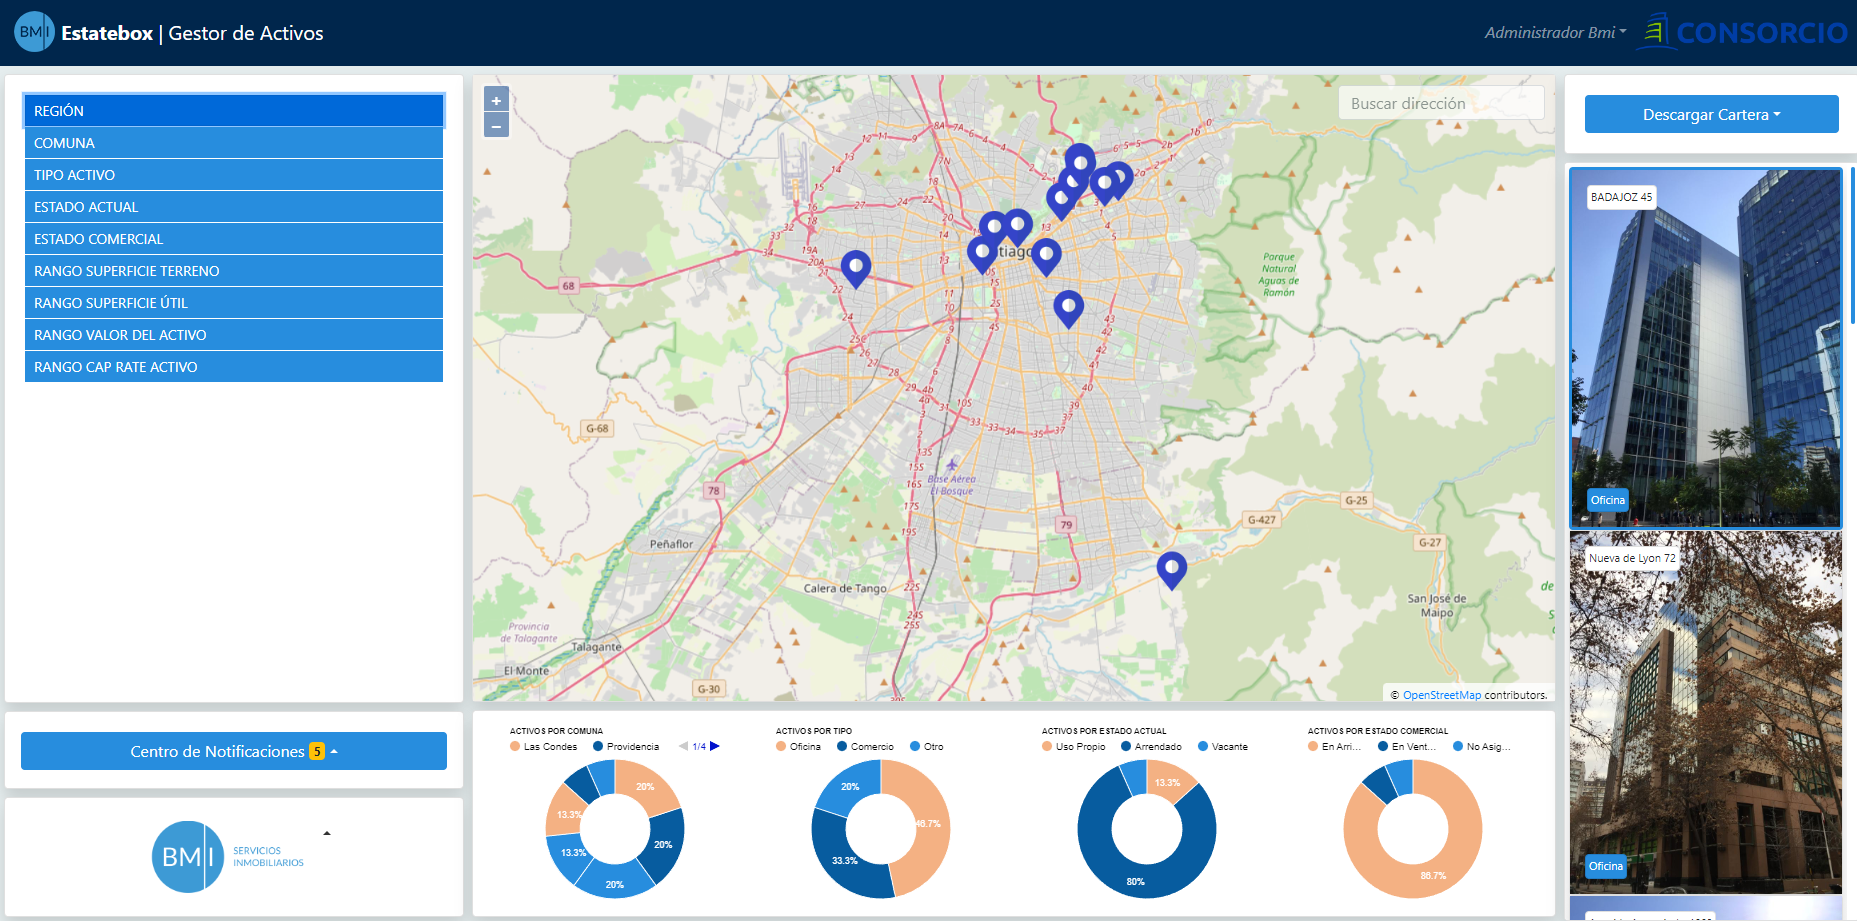 BMI Estatebox | Gestor de Activos
Administrador Bmi
CONSORCIO
REGIÓN
COMUNA
TIPO ACTIVO
ESTADO ACTUAL
ESTADO COMERCIAL
RANGO SUPERFICIE TERRENO
RANGO SUPERFICIE ÚTIL
RANGO VALOR DEL ACTIVO
RANGO CAP RATE ACTIVO
Centro de Notificaciones 5
BMI
SERVICIOS
INMOBILIARIOS
+
−
Buscar dirección
68
G-68
78
79
G-30
G-427
G-25
G-27
Parque
Natural
Aguas de
Ramón
Base Aérea
El Bosque
Peñaflor
Calera de Tango
Provincia
de Talagante
Talagante
El Monte
San José de
Maipo
© OpenStreetMap contributors.
ACTIVOS POR COMUNA
Las Condes
Providencia
1/4
20%
20%
20%
13.3%
13.3%
ACTIVOS POR TIPO
Oficina
Comercio
Otro
46.7%
33.3%
20%
ACTIVOS POR ESTADO ACTUAL
Uso Propio
Arrendado
Vacante
13.3%
80%
ACTIVOS POR ESTADO COMERCIAL
En Arri...
En Vent...
No Asig...
86.7%
Descargar Cartera
BADAJOZ 45
Oficina
Nueva de Lyon 72
Oficina